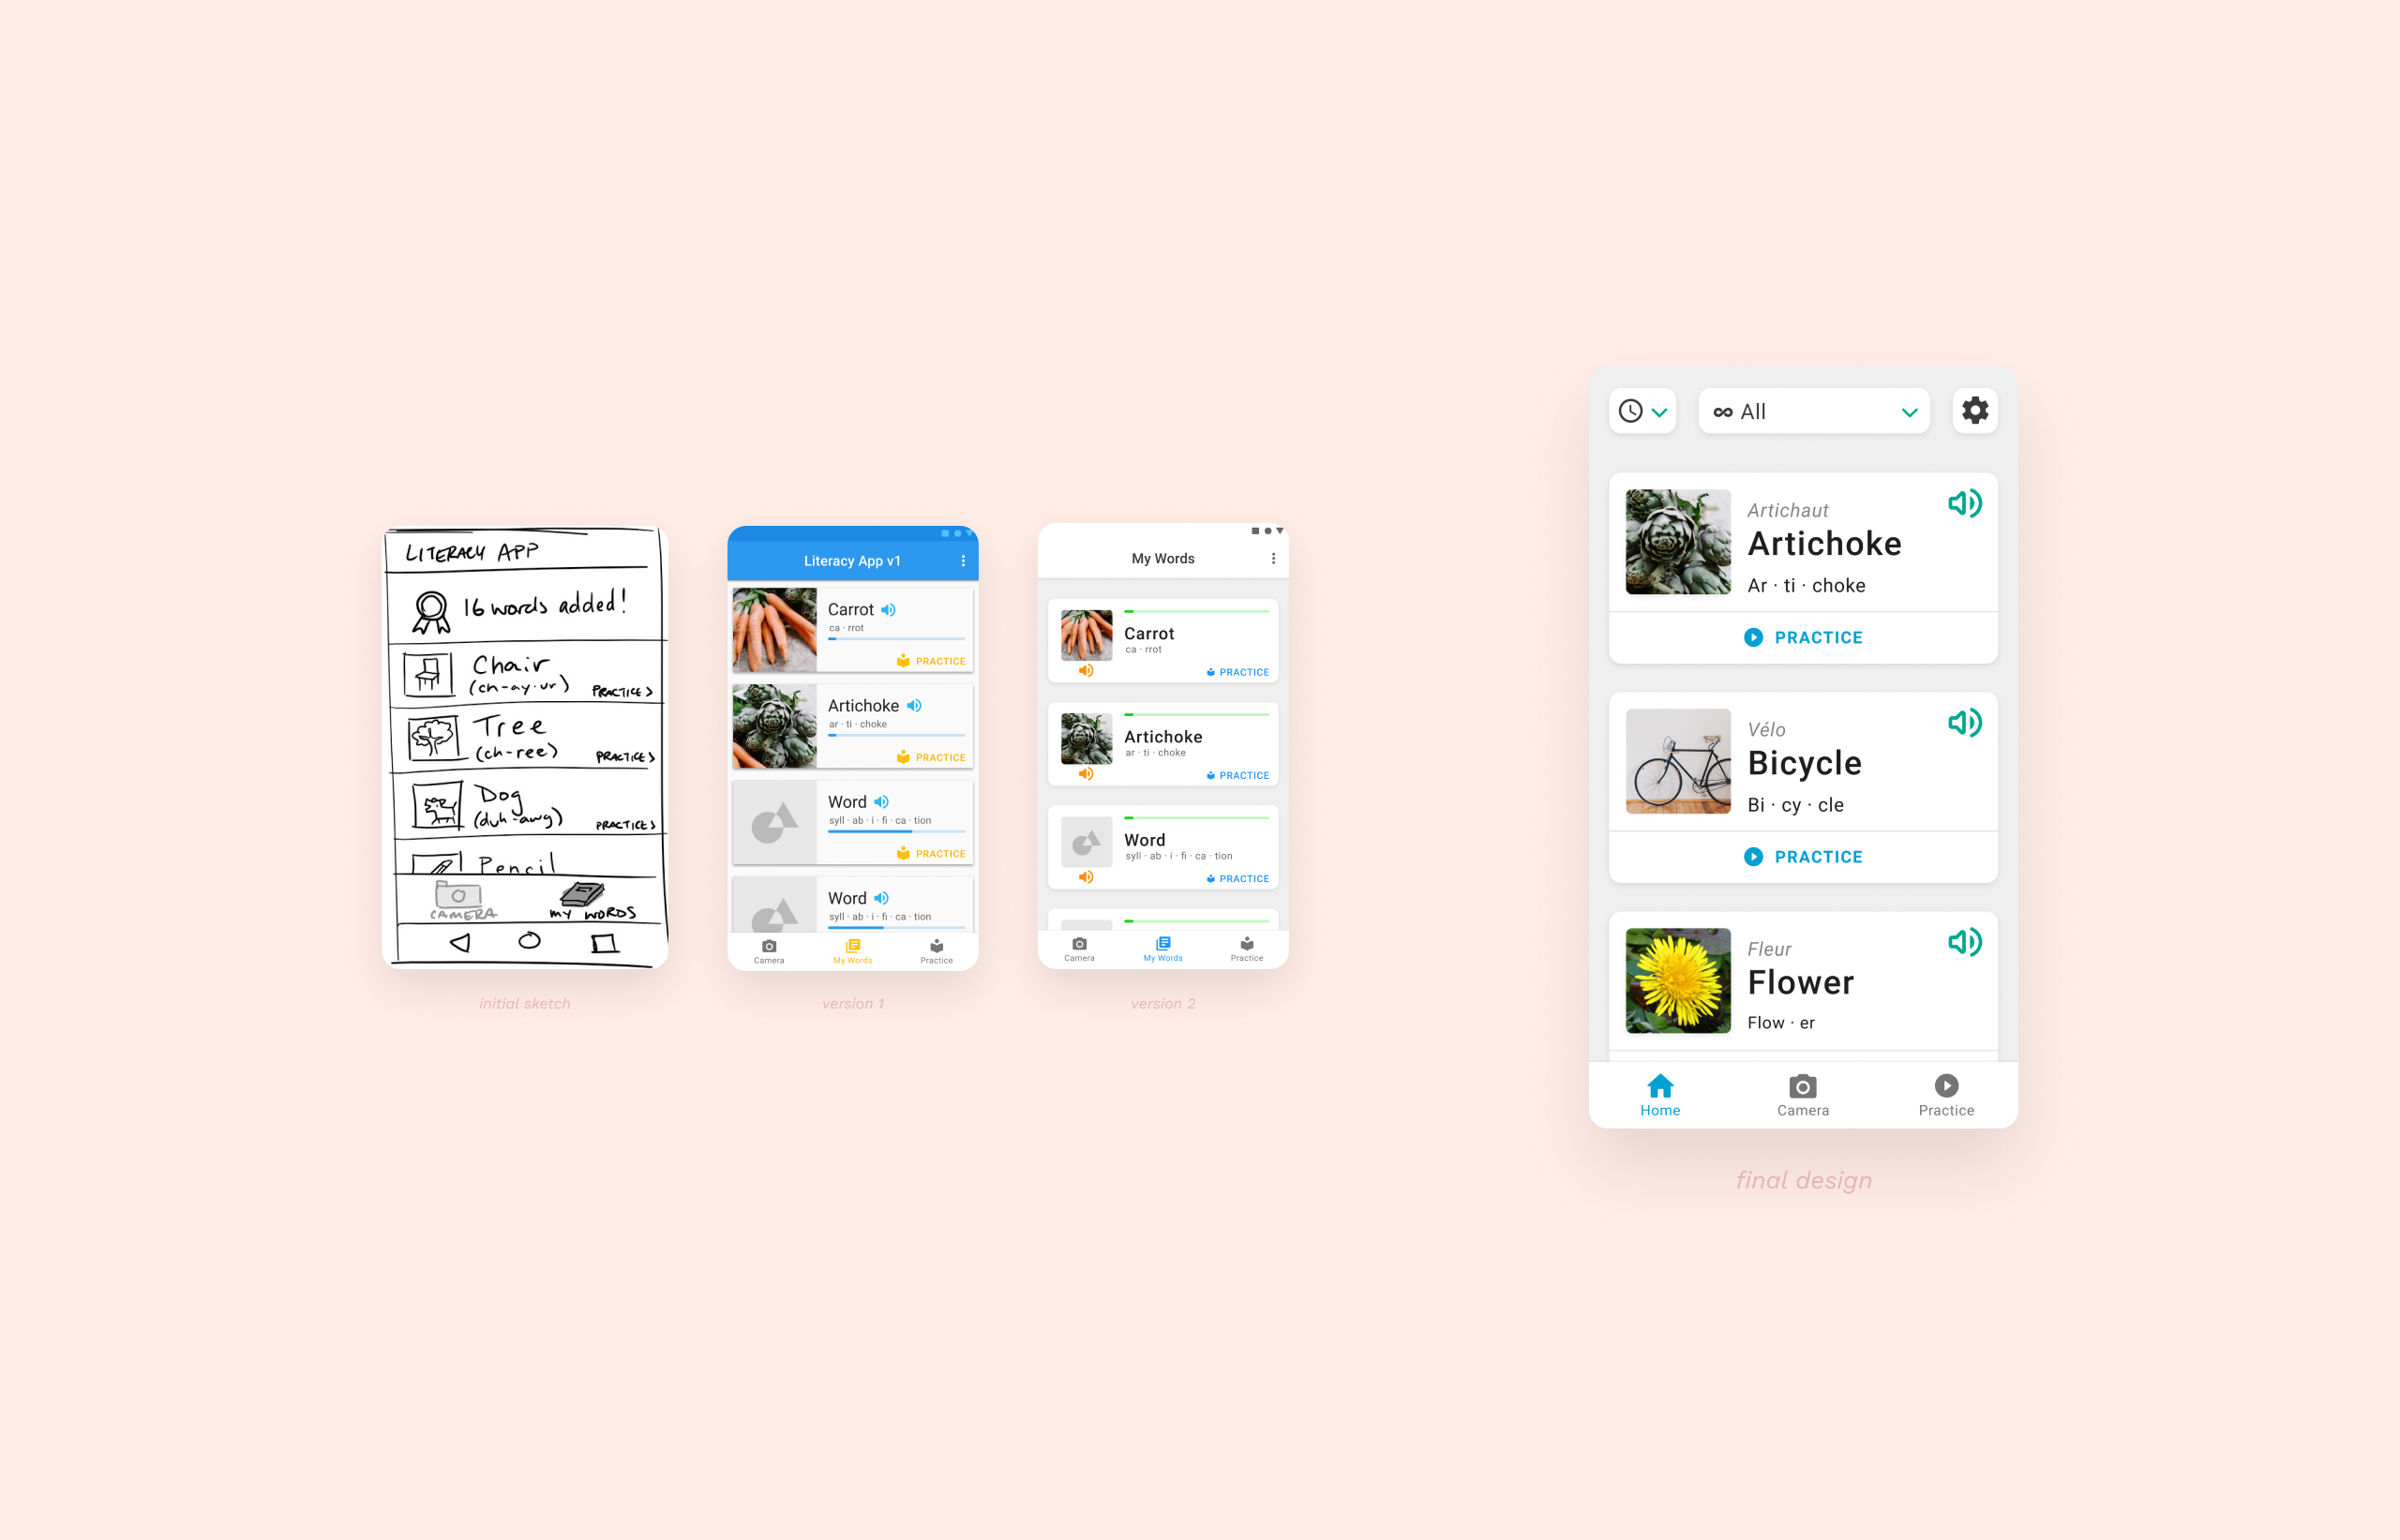 LITERACY APP
16 words added!
Chair
(ch-ay-ur)
PRACTICE >
Tree
(ch-ree)
PRACTICE >
Dog
(duh-awg)
PRACTICE >
Pencil
CAMERA
MY WORDS
initial sketch
Literacy App v1
Carrot
ca · rrot
PRACTICE
Artichoke
ar · ti · choke
PRACTICE
Word
syll · ab · i · fi · ca · tion
PRACTICE
Word
syll · ab · i · fi · ca · tion
Camera
My Words
Practice
version 1
My Words
Carrot
ca · rrot
PRACTICE
Artichoke
ar · ti · choke
PRACTICE
Word
syll · ab · i · fi · ca · tion
PRACTICE
Camera
My Words
Practice
version 2
All
Artichaut
Artichoke
Ar · ti · choke
PRACTICE
Vélo
Bicycle
Bi · cy · cle
PRACTICE
Fleur
Flower
Flow · er
Home
Camera
Practice
final design